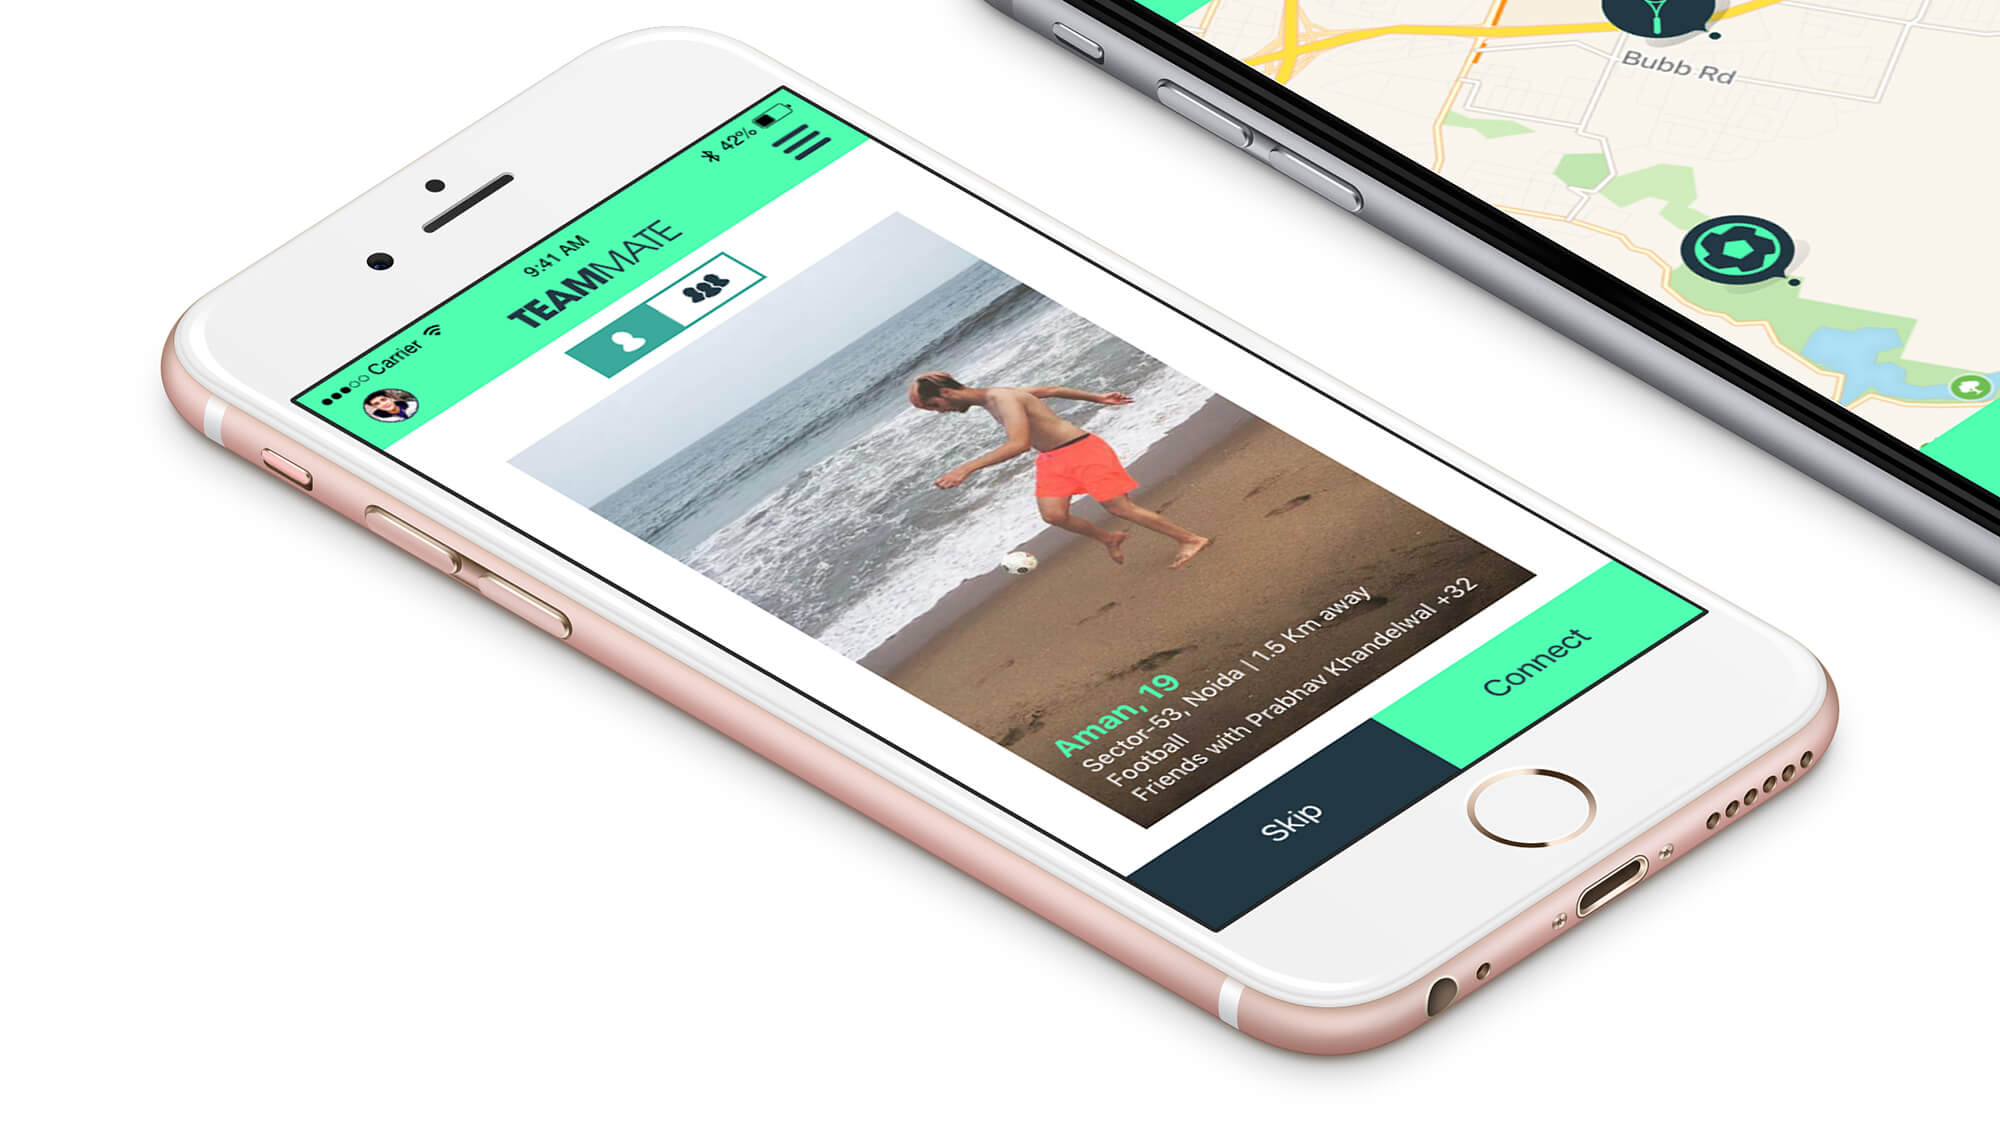 Carrier 9:41 AM 42%
TEAMMATE
Aman, 19
Sector-53, Noida | 1.5 Km away
Football
Friends with Prabhav Khandelwal +32
Skip Connect
Bubb Rd